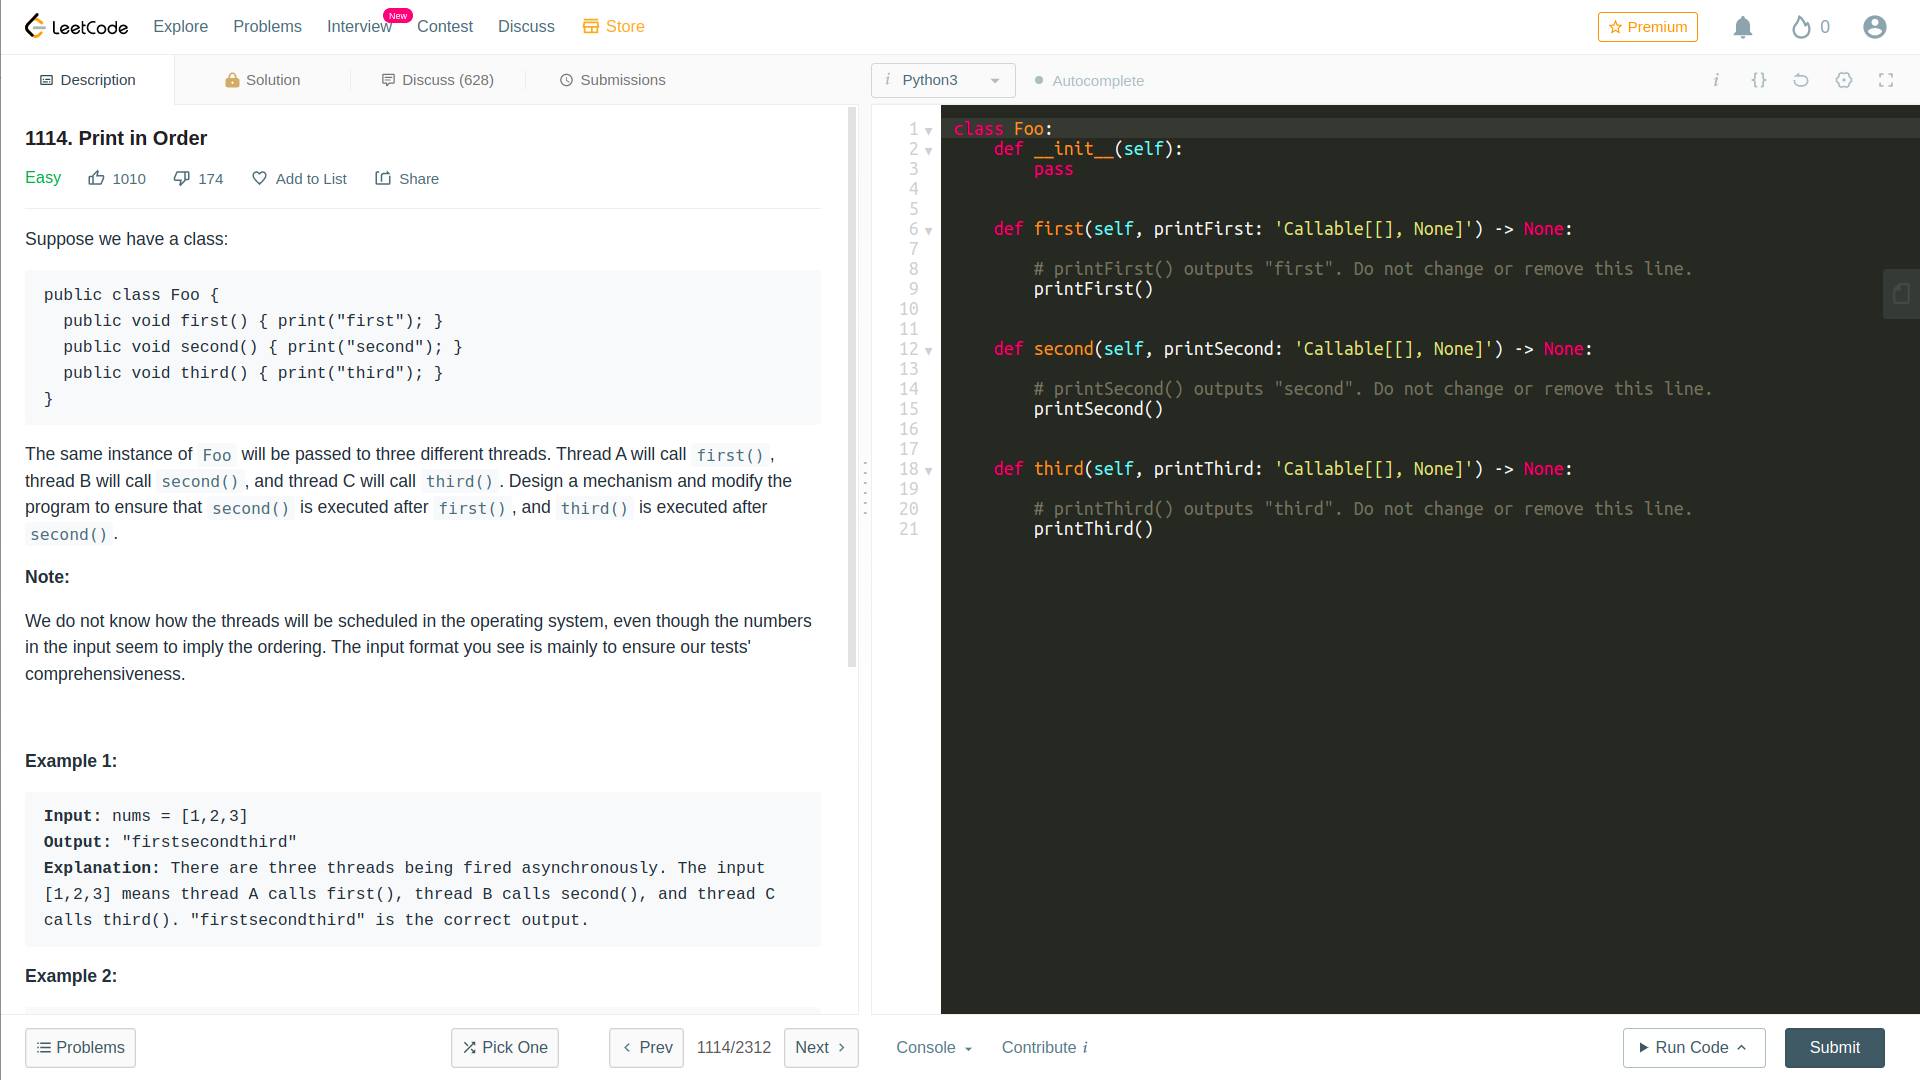 LeetCode Explore Problems Interview New Contest Discuss Store Premium 0
Description Solution Discuss (628) Submissions
i Python3 Autocomplete i {}
1114. Print in Order
Easy 1010 174 Add to List Share
Suppose we have a class:
public class Foo {
  public void first() { print("first"); }
  public void second() { print("second"); }
  public void third() { print("third"); }
}
The same instance of Foo will be passed to three different threads. Thread A will call first(),
thread B will call second(), and thread C will call third(). Design a mechanism and modify the
program to ensure that second() is executed after first(), and third() is executed after
second().
Note:
We do not know how the threads will be scheduled in the operating system, even though the numbers
in the input seem to imply the ordering. The input format you see is mainly to ensure our tests'
comprehensiveness.
Example 1:
Input: nums = [1,2,3]
Output: "firstsecondthird"
Explanation: There are three threads being fired asynchronously. The input
[1,2,3] means thread A calls first(), thread B calls second(), and thread C
calls third(). "firstsecondthird" is the correct output.
Example 2:
1 class Foo:
2     def __init__(self):
3         pass
4
5
6     def first(self, printFirst: 'Callable[[], None]') -> None:
7
8         # printFirst() outputs "first". Do not change or remove this line.
9         printFirst()
10
11
12     def second(self, printSecond: 'Callable[[], None]') -> None:
13
14         # printSecond() outputs "second". Do not change or remove this line.
15         printSecond()
16
17
18     def third(self, printThird: 'Callable[[], None]') -> None:
19
20         # printThird() outputs "third". Do not change or remove this line.
21         printThird()
Problems Pick One Prev 1114/2312 Next Console Contribute i Run Code Submit